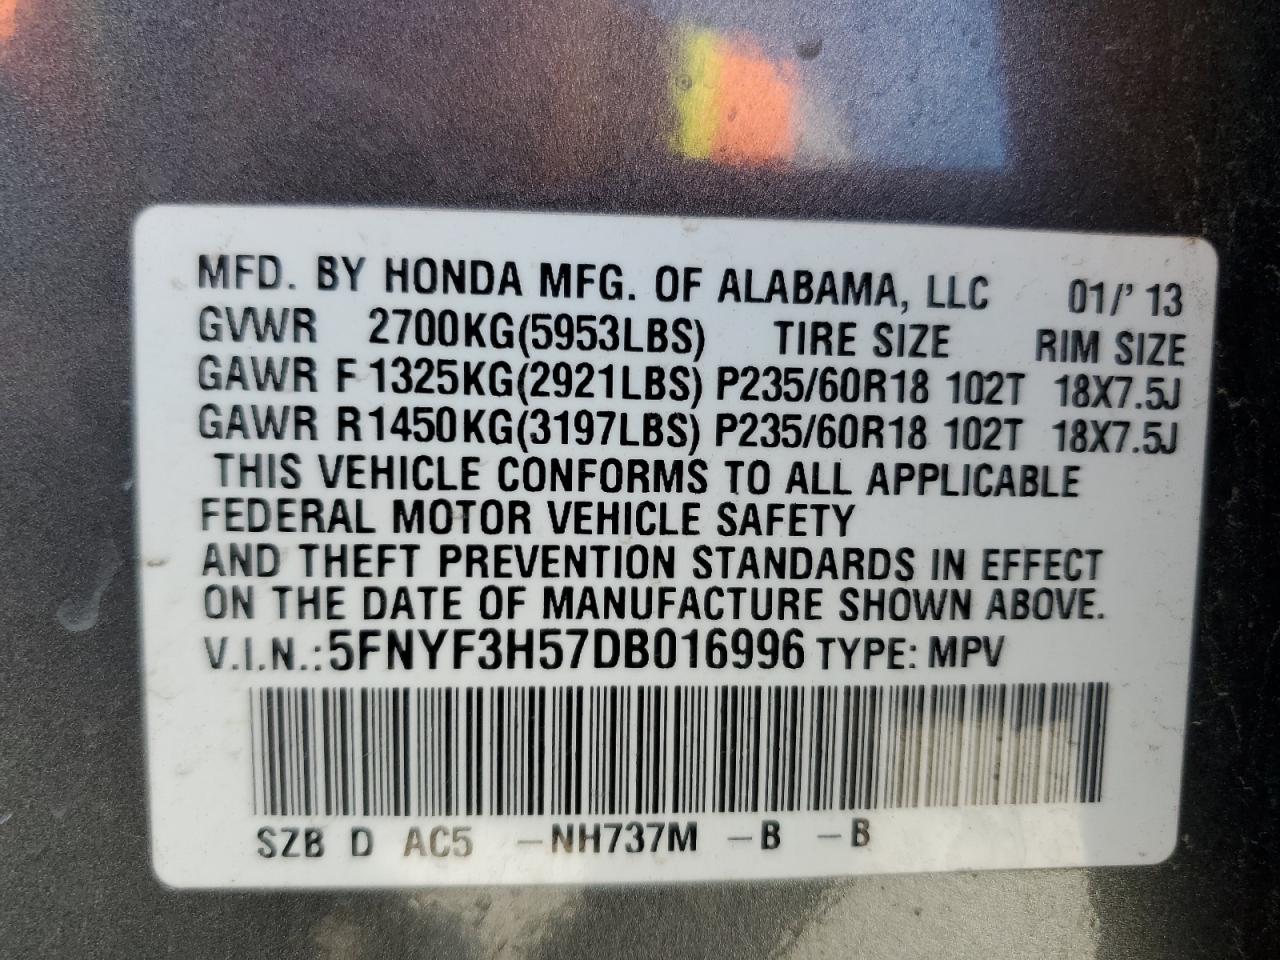 MFD. BY HONDA MFG. OF ALABAMA, LLC 01/' 13
GVWR 2700KG(5953LBS) TIRE SIZE RIM SIZE
GAWR F 1325KG(2921LBS) P235/60R18 102T 18X7.5J
GAWR R1450KG(3197LBS) P235/60R18 102T 18X7.5J
THIS VEHICLE CONFORMS TO ALL APPLICABLE
FEDERAL MOTOR VEHICLE SAFETY
AND THEFT PREVENTION STANDARDS IN EFFECT
ON THE DATE OF MANUFACTURE SHOWN ABOVE.
V.I.N.:5FNYF3H57DB016996 TYPE: MPV
SZB D AC5 -NH737M -B -B